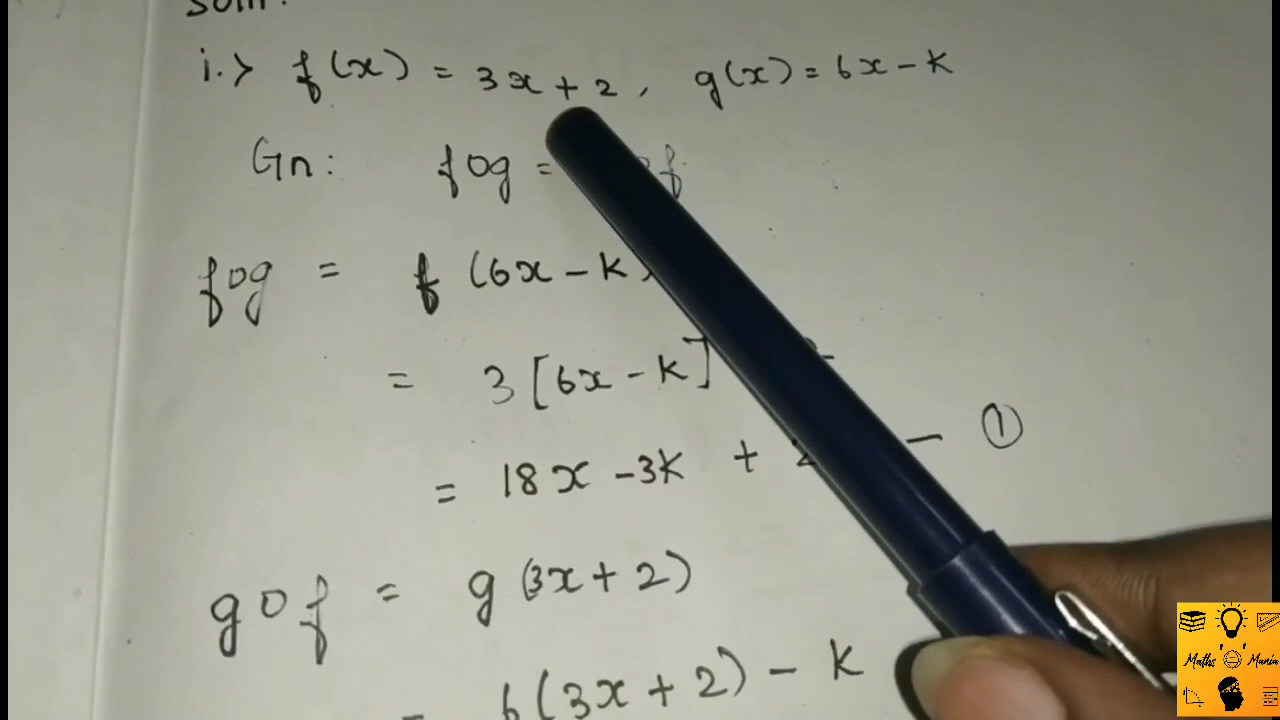 Soln:
i.> f(x) = 3x + 2, g(x) = 6x - k
Gn: fog = f
fog = f (6x - k)
= 3 [6x - k]
= 18x - 3k + 2 - ①
gof = g (3x + 2)
= 6(3x + 2) - k
Maths Mania